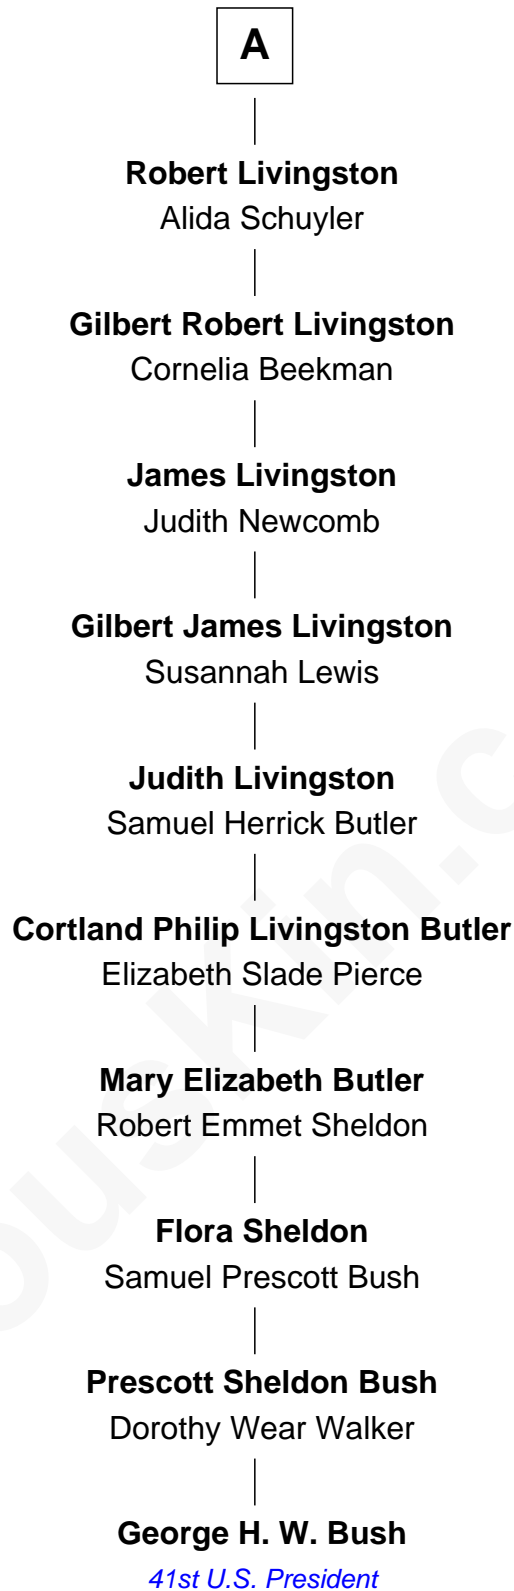 A
Robert Livingston
Alida Schuyler
Gilbert Robert Livingston
Cornelia Beekman
James Livingston
Judith Newcomb
Gilbert James Livingston
Susannah Lewis
Judith Livingston
Samuel Herrick Butler
Cortland Philip Livingston Butler
Elizabeth Slade Pierce
Mary Elizabeth Butler
Robert Emmet Sheldon
Flora Sheldon
Samuel Prescott Bush
Prescott Sheldon Bush
Dorothy Wear Walker
George H. W. Bush
41st U.S. President